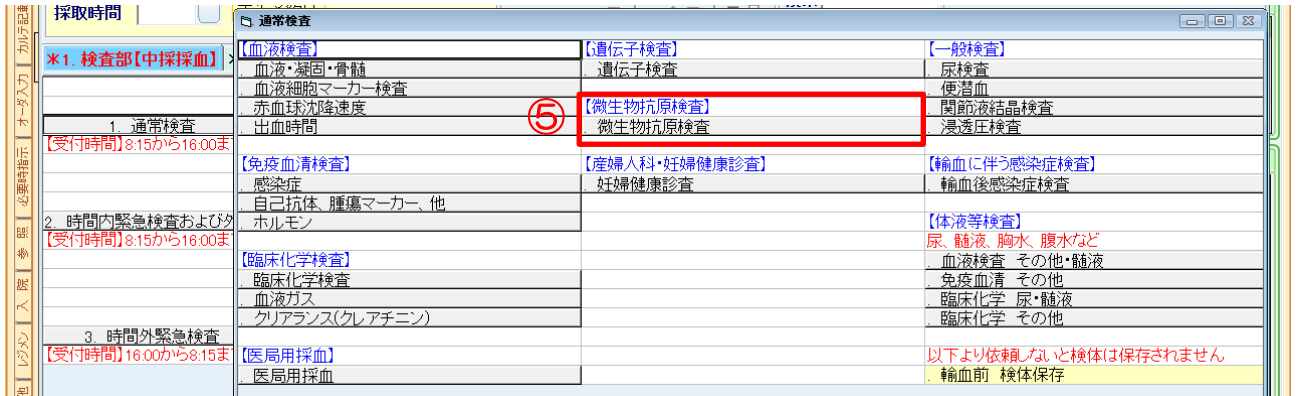 カルテ記載
オーダ入力
必要時指示
参 照
入 院
レジメン
他
採取時間
*1. 検査部【中採採血】
1. 通常検査
【受付時間】8:15から16:00ま
2. 時間内緊急検査および外
【受付時間】8:15から16:00ま
3. 時間外緊急検査
【受付時間】16:00から8:15ま
通常検査
【血液検査】
. 血液・凝固・骨髄
. 血液細胞マーカー検査
. 赤血球沈降速度
. 出血時間
【免疫血清検査】
. 感染症
. 自己抗体、腫瘍マーカー、他
. ホルモン
【臨床化学検査】
. 臨床化学検査
. 血液ガス
. クリアランス(クレアチニン)
【医局用採血】
. 医局用採血
【遺伝子検査】
. 遺伝子検査
⑤
【微生物抗原検査】
. 微生物抗原検査
【産婦人科・妊婦健康診査】
. 妊婦健康診査
【一般検査】
. 尿検査
. 便潜血
. 関節液結晶検査
. 浸透圧検査
【輸血に伴う感染症検査】
. 輸血後感染症検査
【体液等検査】
尿、髄液、胸水、腹水など
. 血液検査 その他・髄液
. 免疫血清 その他
. 臨床化学 尿・髄液
. 臨床化学 その他
以下より依頼しないと検体は保存されません
. 輸血前 検体保存